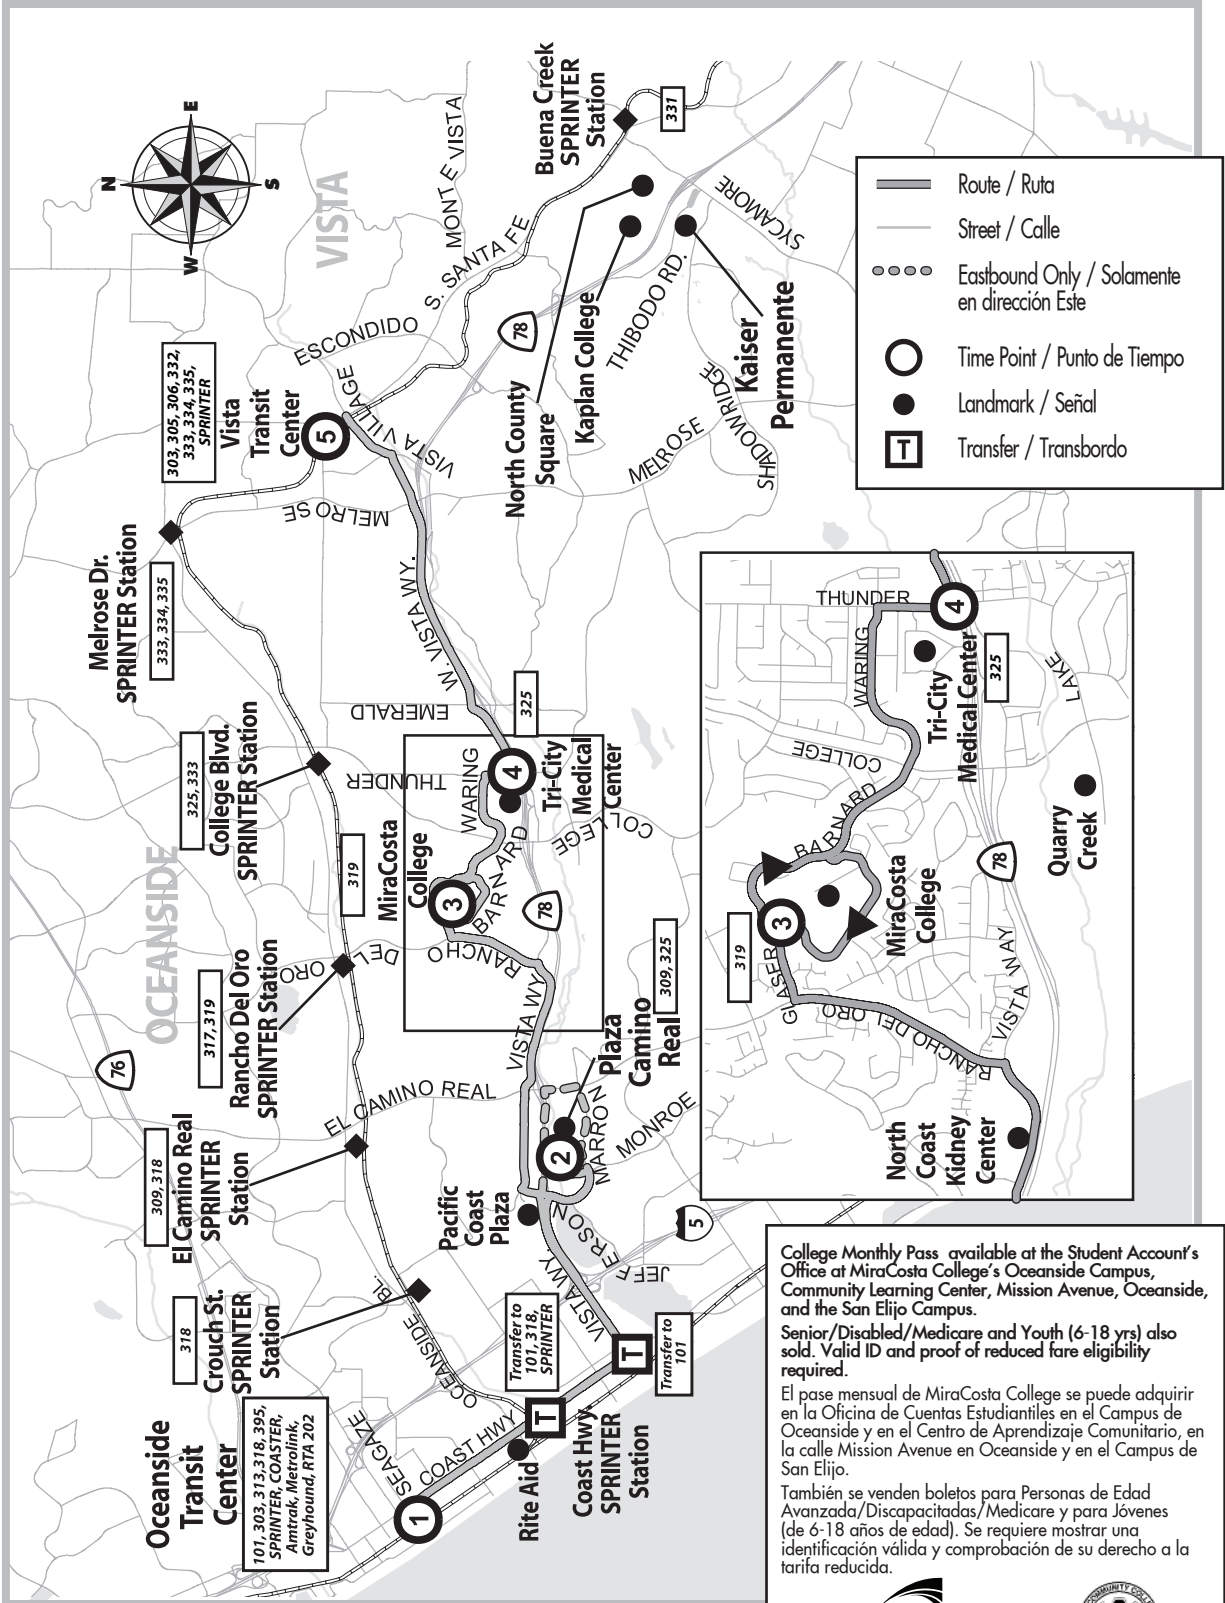 N
E
S
W
VISTA
OCEANSIDE
MONTE VISTA
S. SANTA FE
ESCONDIDO
Buena Creek
SPRINTER
Station
331
SYCAMORE
78
THIBODO RD.
Kaiser
Permanente
Kaplan College
North County
Square
SHADOWRIDGE
MELROSE
303, 305, 306, 332,
333, 334, 335,
SPRINTER
Vista
Transit
Center
5
VISTA VILLAGE
MELROSE
Melrose Dr.
SPRINTER Station
333, 334, 335
W. VISTA WY.
EMERALD
325
325, 333
College Blvd.
SPRINTER Station
THUNDER
WARING
4
Tri-City
Medical
Center
COLLEGE
319
MiraCosta
College
3
BARNARD
78
RANCHO
DEL
ORO
317, 319
Rancho Del Oro
SPRINTER Station
76
309, 325
Plaza
Camino
Real
VISTA WY
EL CAMINO REAL
309, 318
El Camino Real
SPRINTER
Station
2
MARRON
MONROE
Pacific
Coast
Plaza
JEFFERSON
5
318
Crouch St.
SPRINTER
Station
OCEANSIDE BL.
VISTA WY
Transfer to
101, 318,
SPRINTER
T
Transfer to
101
T
Coast Hwy
SPRINTER
Station
Rite Aid
COAST HWY
SEAGAZE
1
Oceanside
Transit
Center
101, 303, 313,318, 395,
SPRINTER, COASTER,
Amtrak, Metrolink,
Greyhound, RTA 202
Route / Ruta
Street / Calle
Eastbound Only / Solamente
en dirección Este
Time Point / Punto de Tiempo
Landmark / Señal
T
Transfer / Transbordo
THUNDER
WARING
4
Tri-City
Medical Center
325
LAKE
COLLEGE
BARNARD
MiraCosta
College
78
Quarry
Creek
3
319
GLASER
RANCHO DEL ORO
VISTA WAY
North
Coast
Kidney
Center
College Monthly Pass available at the Student Account's
Office at MiraCosta College's Oceanside Campus,
Community Learning Center, Mission Avenue, Oceanside,
and the San Elijo Campus.
Senior/Disabled/Medicare and Youth (6-18 yrs) also
sold. Valid ID and proof of reduced fare eligibility
required.
El pase mensual de MiraCosta College se puede adquirir
en la Oficina de Cuentas Estudiantiles en el Campus de
Oceanside y en el Centro de Aprendizaje Comunitario, en
la calle Mission Avenue en Oceanside y en el Campus de
San Elijo.
También se venden boletos para Personas de Edad
Avanzada/Discapacitadas/Medicare y para Jóvenes
(de 6-18 años de edad). Se requiere mostrar una
identificación válida y comprobación de su derecho a la
tarifa reducida.